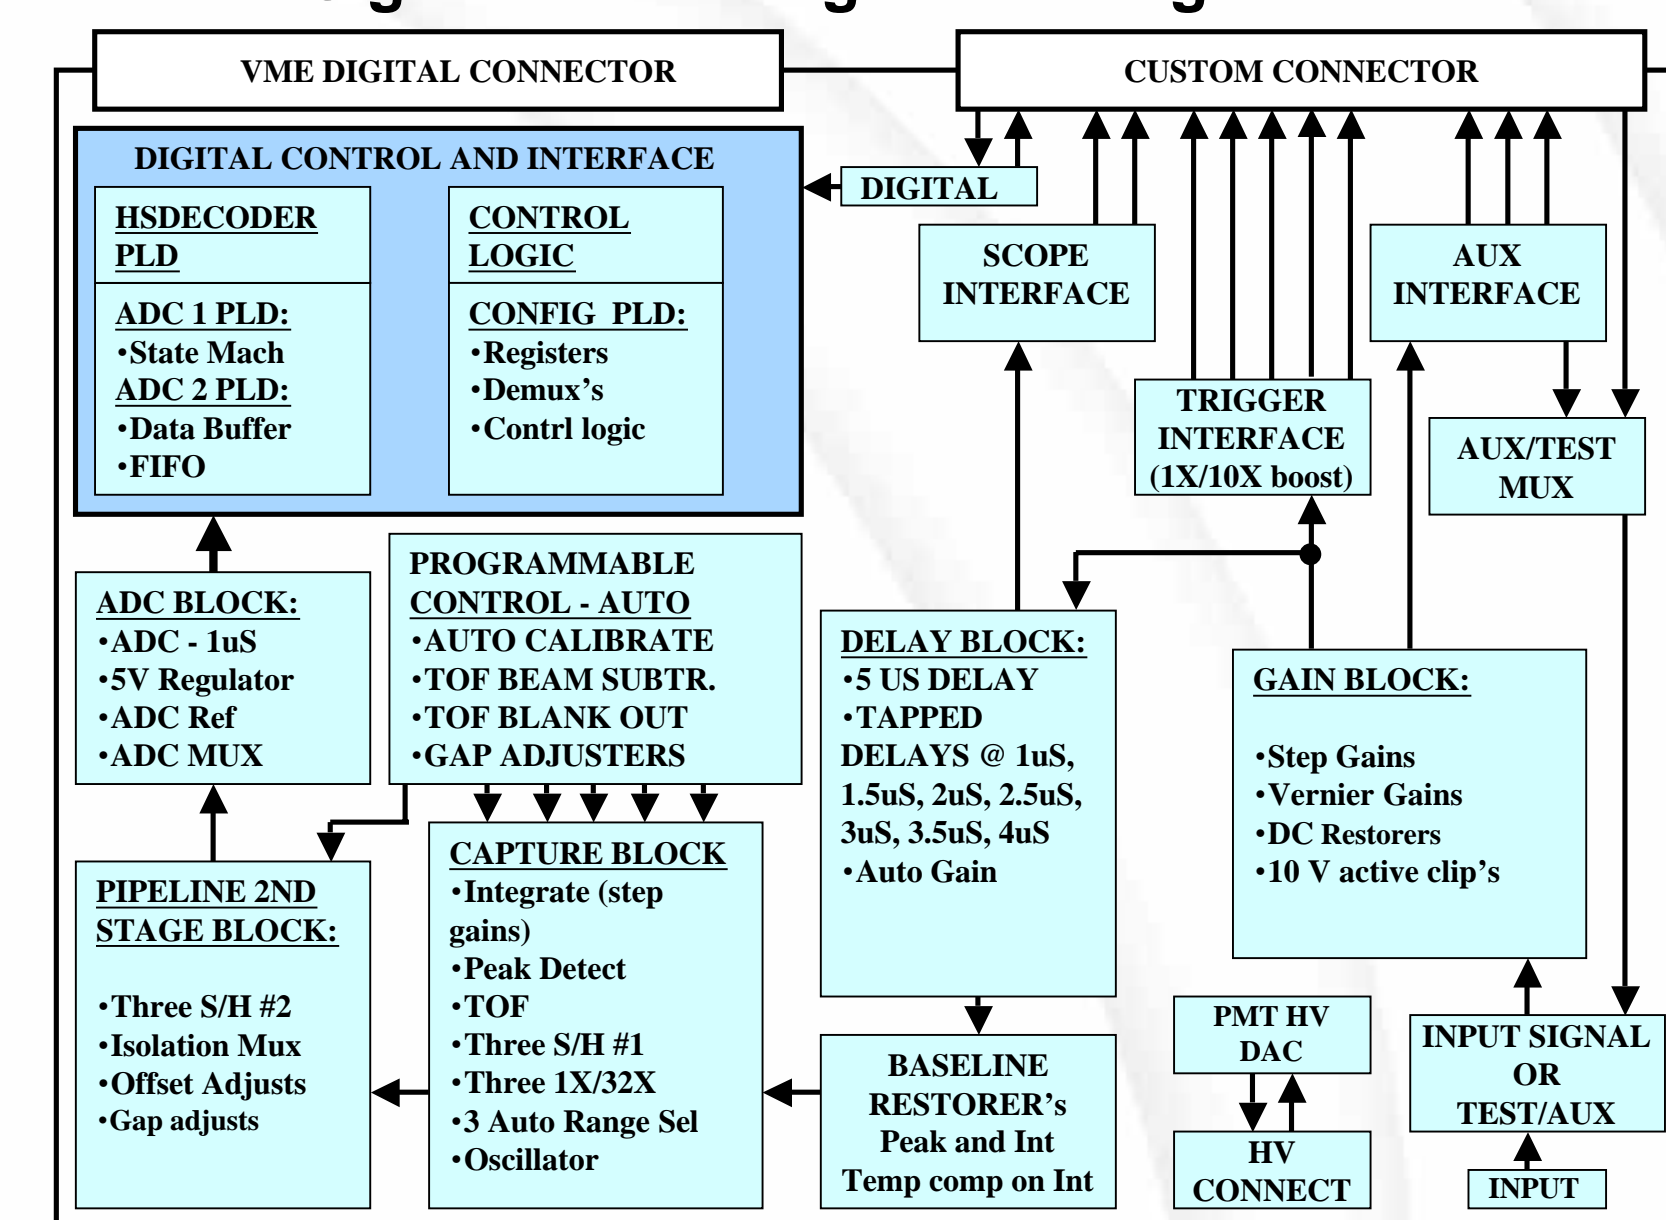 VME DIGITAL CONNECTOR
CUSTOM CONNECTOR
DIGITAL CONTROL AND INTERFACE
HSDECODER
PLD
ADC 1 PLD:
•State Mach
ADC 2 PLD:
•Data Buffer
•FIFO
CONTROL
LOGIC
CONFIG PLD:
•Registers
•Demux’s
•Contrl logic
DIGITAL
SCOPE
INTERFACE
AUX
INTERFACE
TRIGGER
INTERFACE
(1X/10X boost)
AUX/TEST
MUX
ADC BLOCK:
•ADC - 1uS
•5V Regulator
•ADC Ref
•ADC MUX
PROGRAMMABLE
CONTROL - AUTO
•AUTO CALIBRATE
•TOF BEAM SUBTR.
•TOF BLANK OUT
•GAP ADJUSTERS
DELAY BLOCK:
•5 US DELAY
•TAPPED
DELAYS @ 1uS,
1.5uS, 2uS, 2.5uS,
3uS, 3.5uS, 4uS
•Auto Gain
GAIN BLOCK:
•Step Gains
•Vernier Gains
•DC Restorers
•10 V active clip’s
PIPELINE 2ND
STAGE BLOCK:
•Three S/H #2
•Isolation Mux
•Offset Adjusts
•Gap adjusts
CAPTURE BLOCK
•Integrate (step
gains)
•Peak Detect
•TOF
•Three S/H #1
•Three 1X/32X
•3 Auto Range Sel
•Oscillator
BASELINE
RESTORER’s
Peak and Int
Temp comp on Int
PMT HV
DAC
HV
CONNECT
INPUT SIGNAL
OR
TEST/AUX
INPUT